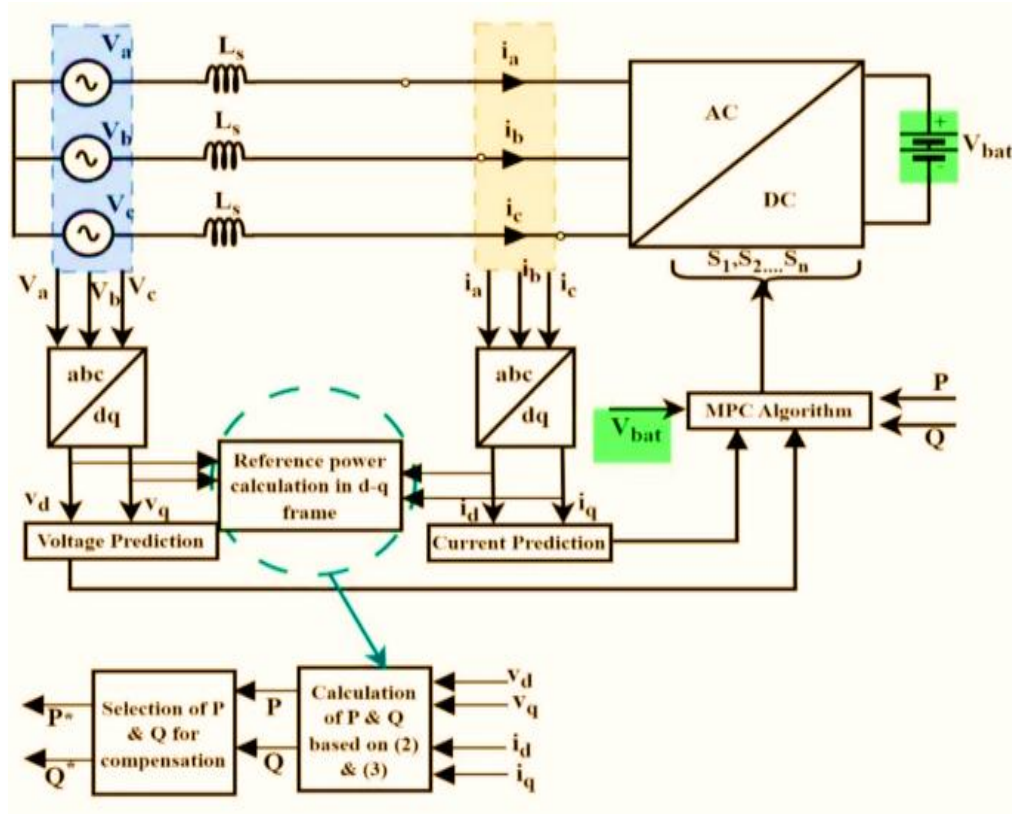 Va
Ls
ia
Vb
Ls
ib
Vc
Ls
ic
AC
DC
+
-
Vbat
S1,S2....Sn
Va
Vb
Vc
ia
ib
ic
abc
dq
abc
dq
Vbat
MPC Algorithm
P
Q
Reference power
calculation in d-q
frame
vd
vq
id
iq
Voltage Prediction
Current Prediction
P*
Q*
Selection of P
& Q for
compensation
P
Q
Calculation
of P & Q
based on (2)
& (3)
vd
vq
id
iq